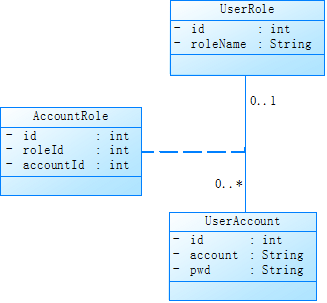 UserRole
- id : int
- roleName : String
0..1
AccountRole
- id : int
- roleId : int
- accountId : int
0..*
UserAccount
- id : int
- account : String
- pwd : String